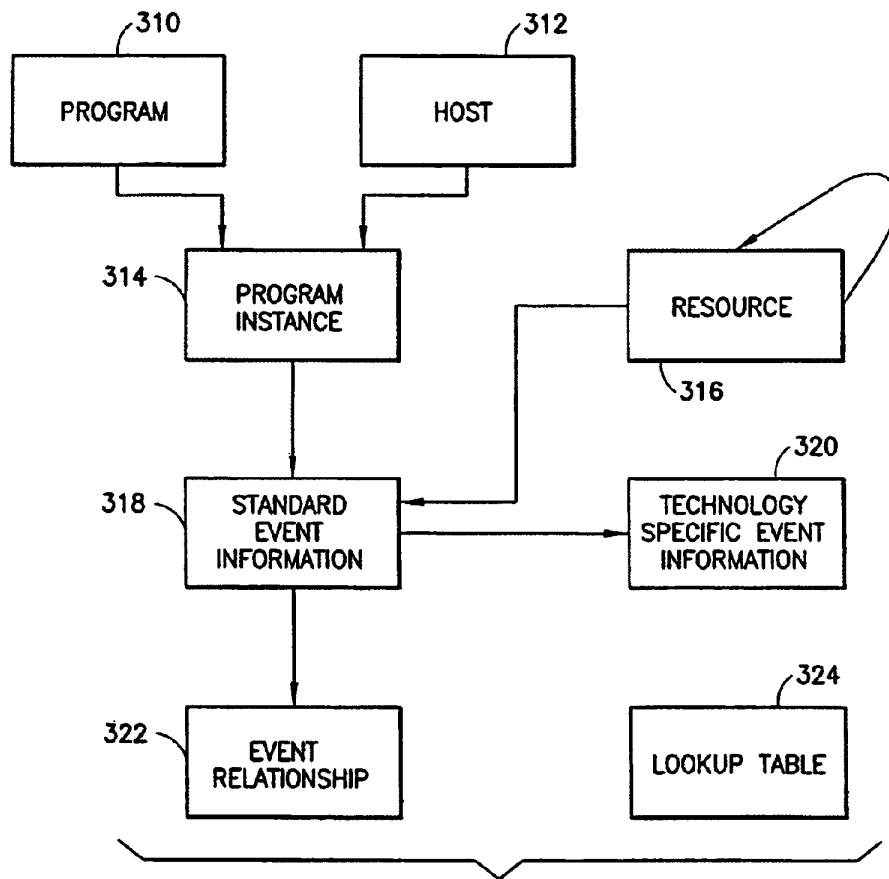 310
312
PROGRAM
HOST
314
PROGRAM
INSTANCE
RESOURCE
316
318
STANDARD
EVENT
INFORMATION
320
TECHNOLOGY
SPECIFIC EVENT
INFORMATION
322
EVENT
RELATIONSHIP
324
LOOKUP TABLE